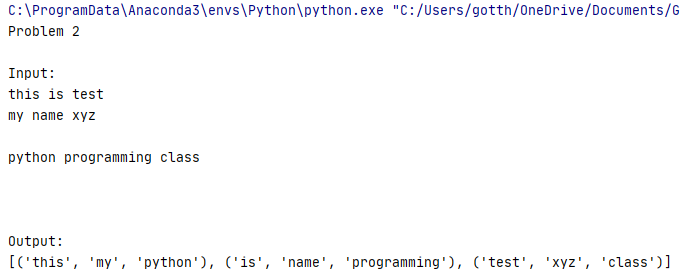 C:\ProgramData\Anaconda3\envs\Python\python.exe "C:/Users/gotth/OneDrive/Documents/G
Problem 2
Input:
this is test
my name xyz
python programming class
Output:
[('this', 'my', 'python'), ('is', 'name', 'programming'), ('test', 'xyz', 'class')]